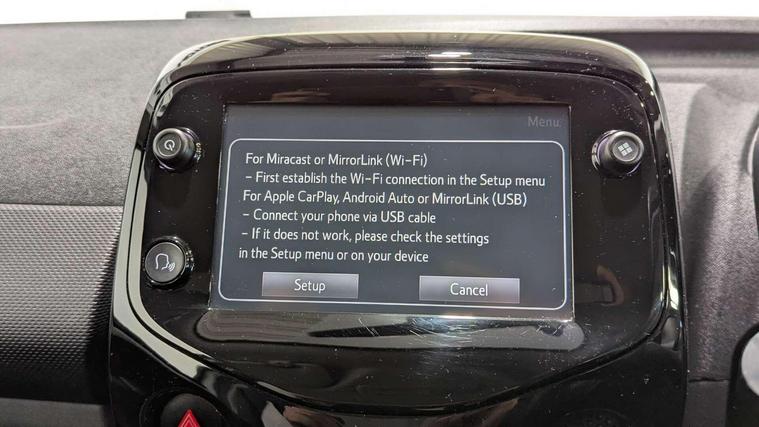 Menu
For Miracast or MirrorLink (Wi-Fi)
- First establish the Wi-Fi connection in the Setup menu
For Apple CarPlay, Android Auto or MirrorLink (USB)
- Connect your phone via USB cable
- If it does not work, please check the settings
in the Setup menu or on your device
Setup
Cancel